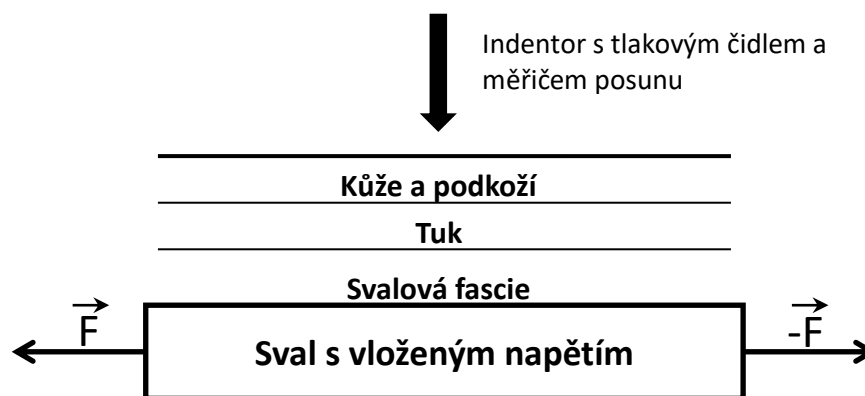 Indentor s tlakovým čidlem a
měřičem posunu
Kůže a podkoží
Tuk
Svalová fascie
F
-F
Sval s vloženým napětím